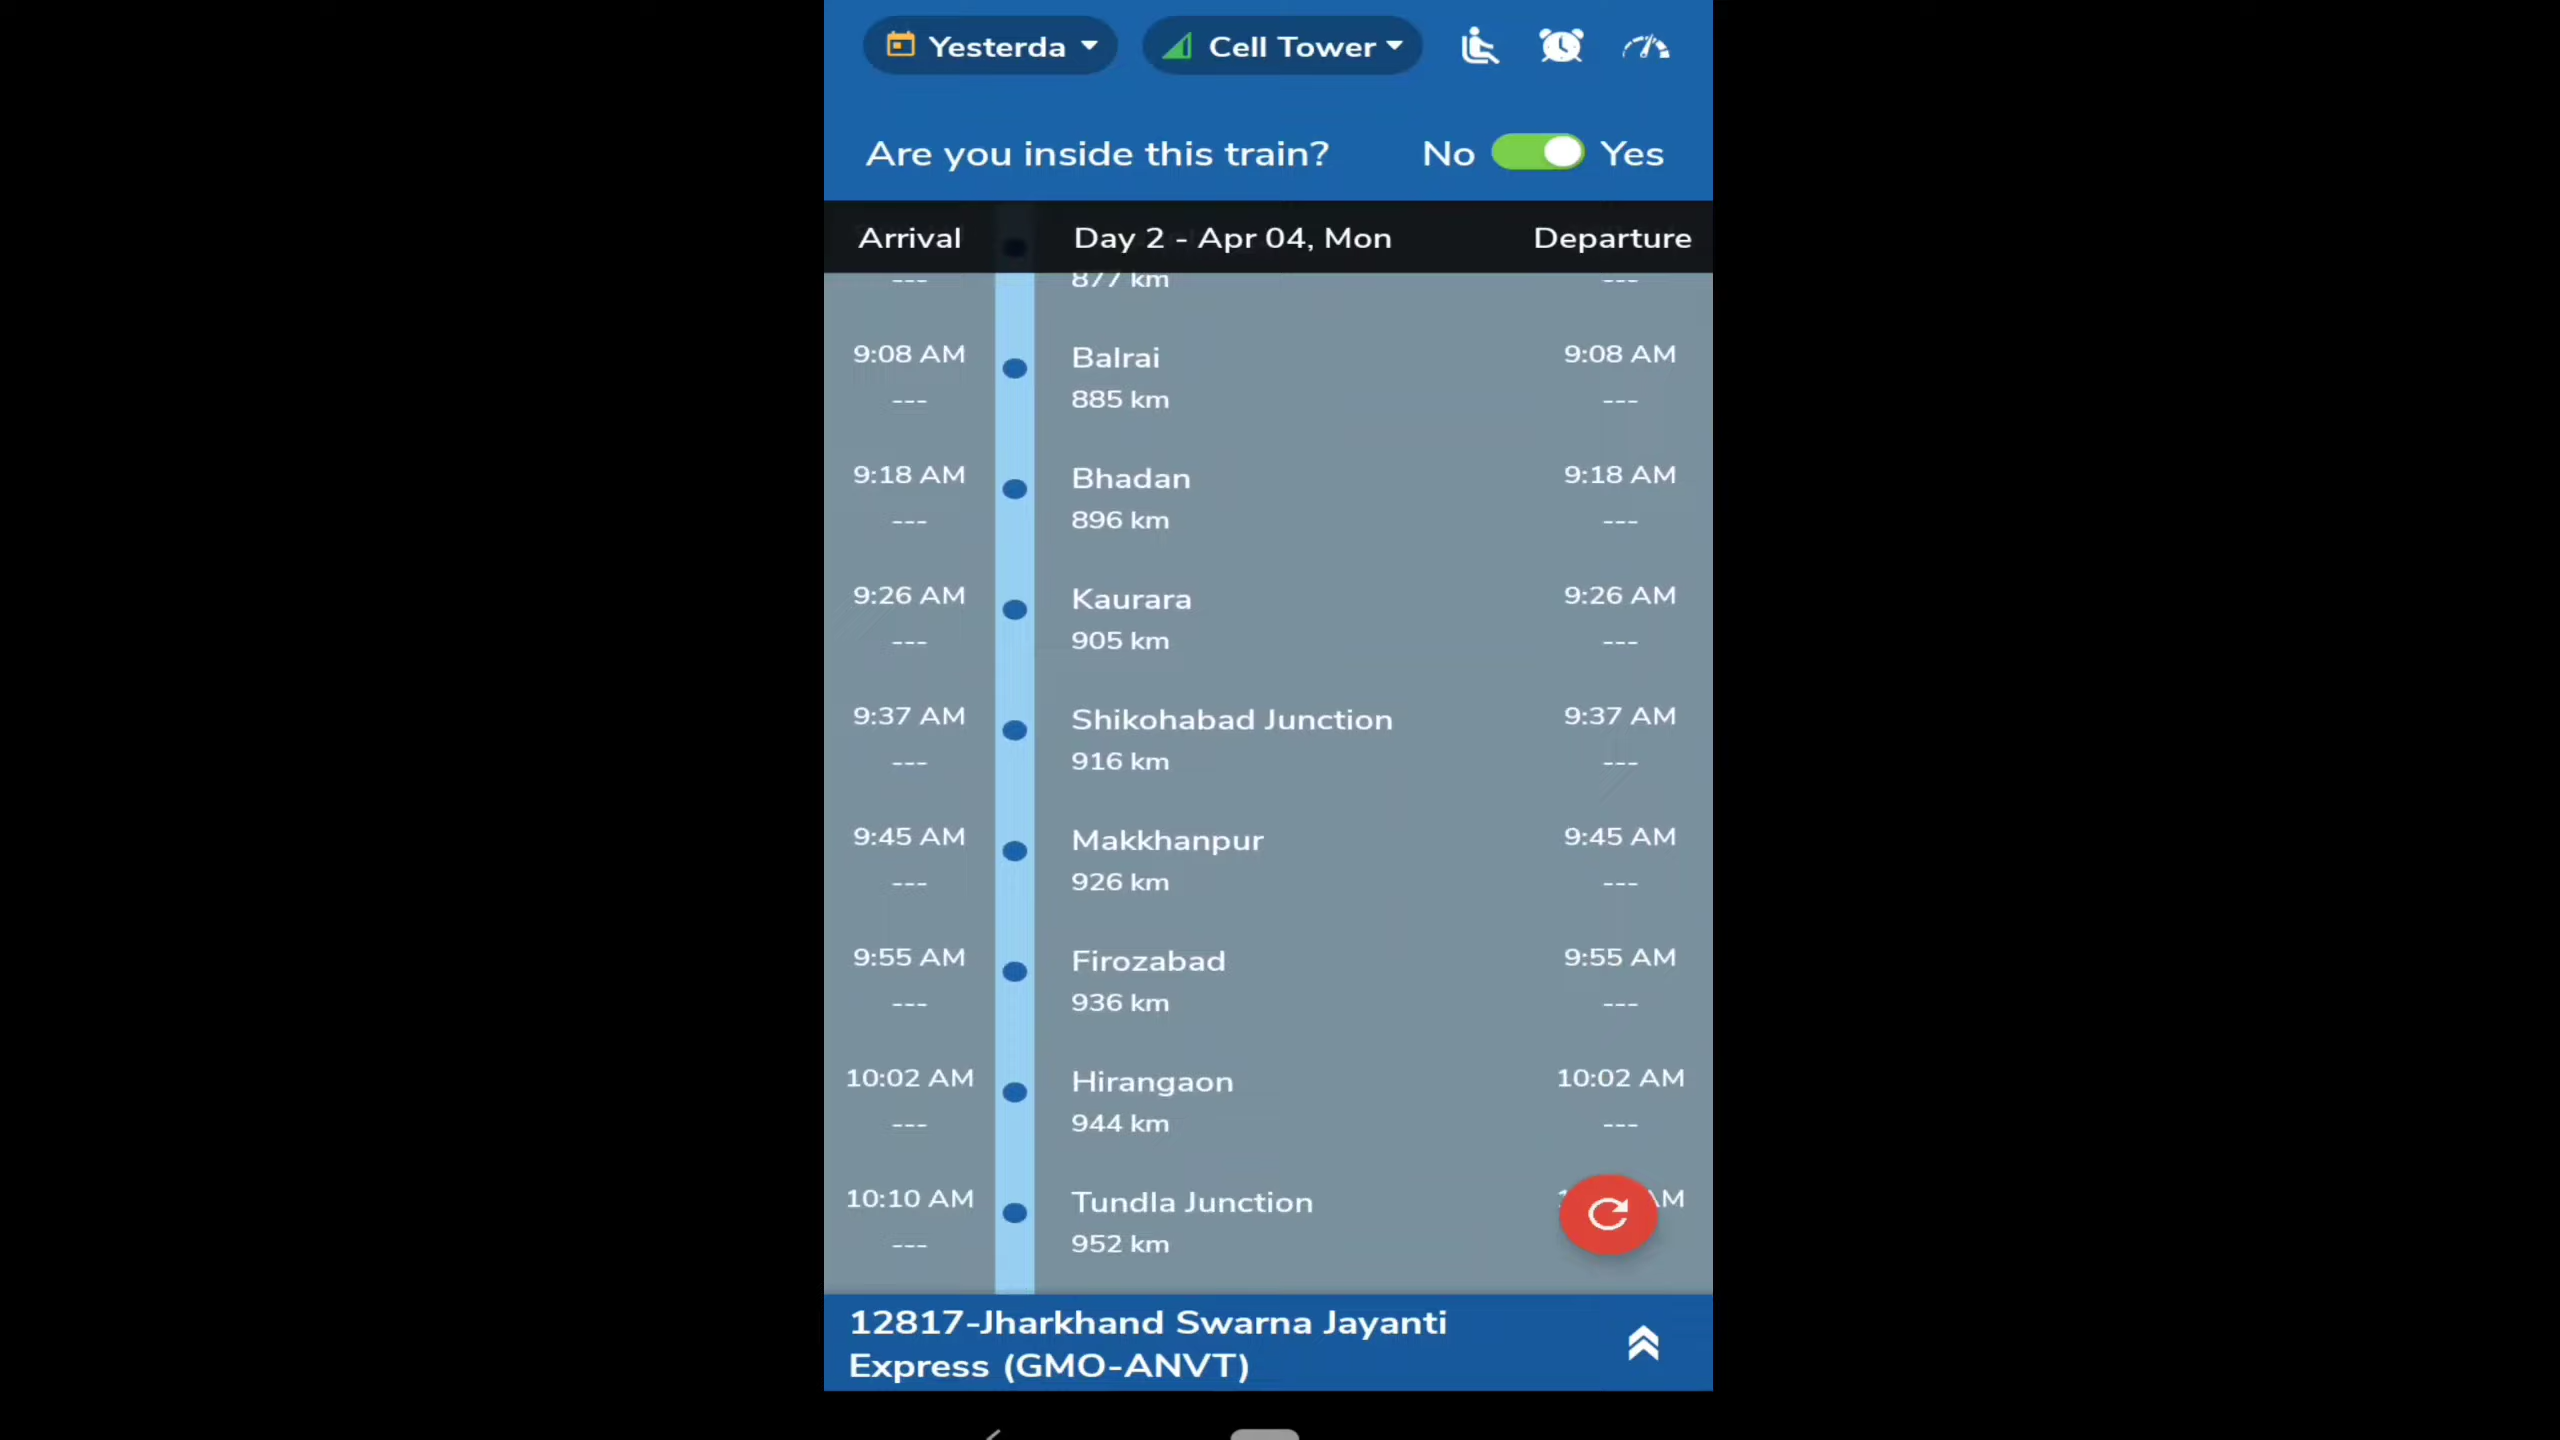 Yesterda
Cell Tower
Are you inside this train?
No
Yes
Arrival
Day 2 - Apr 04, Mon
Departure
---
877 km
---
9:08 AM
Balrai
9:08 AM
---
885 km
---
9:18 AM
Bhadan
9:18 AM
---
896 km
---
9:26 AM
Kaurara
9:26 AM
---
905 km
---
9:37 AM
Shikohabad Junction
9:37 AM
---
916 km
---
9:45 AM
Makkhanpur
9:45 AM
---
926 km
---
9:55 AM
Firozabad
9:55 AM
---
936 km
---
10:02 AM
Hirangaon
10:02 AM
---
944 km
---
10:10 AM
Tundla Junction
---
952 km
12817-Jharkhand Swarna Jayanti
Express (GMO-ANVT)